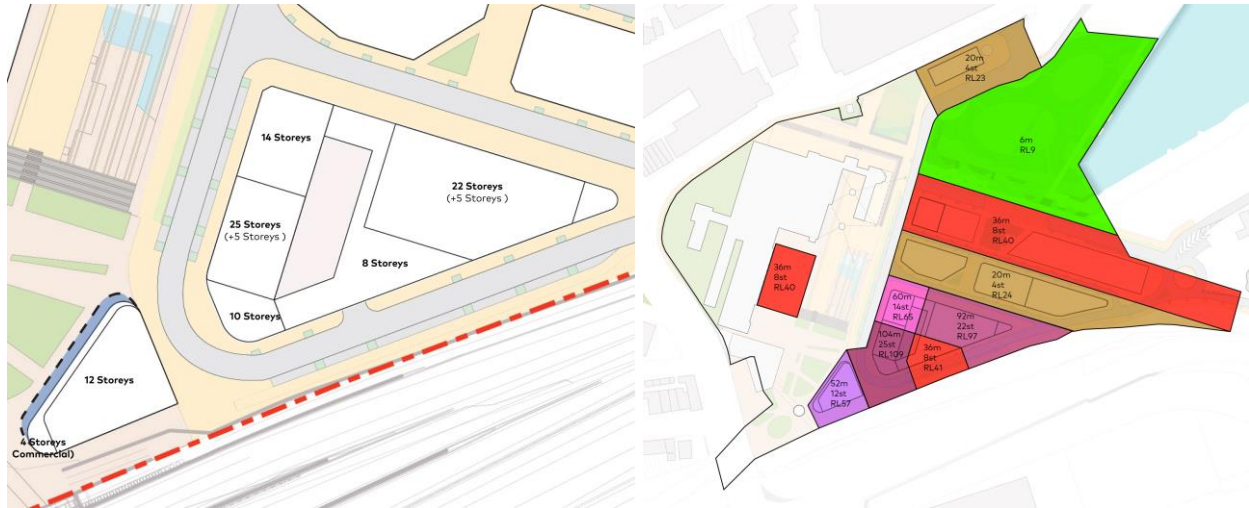 14 Storeys
22 Storeys
(+5 Storeys )
25 Storeys
(+5 Storeys )
8 Storeys
10 Storeys
12 Storeys
4 Storeys
Commercial)
20m
4st
RL23
6m
RL9
36m
8st
RL40
36m
8st
RL40
20m
4st
RL24
60m
14st
RL65
92m
22st
RL97
104m
25st
RL109
36m
8st
RL41
52m
12st
RL57